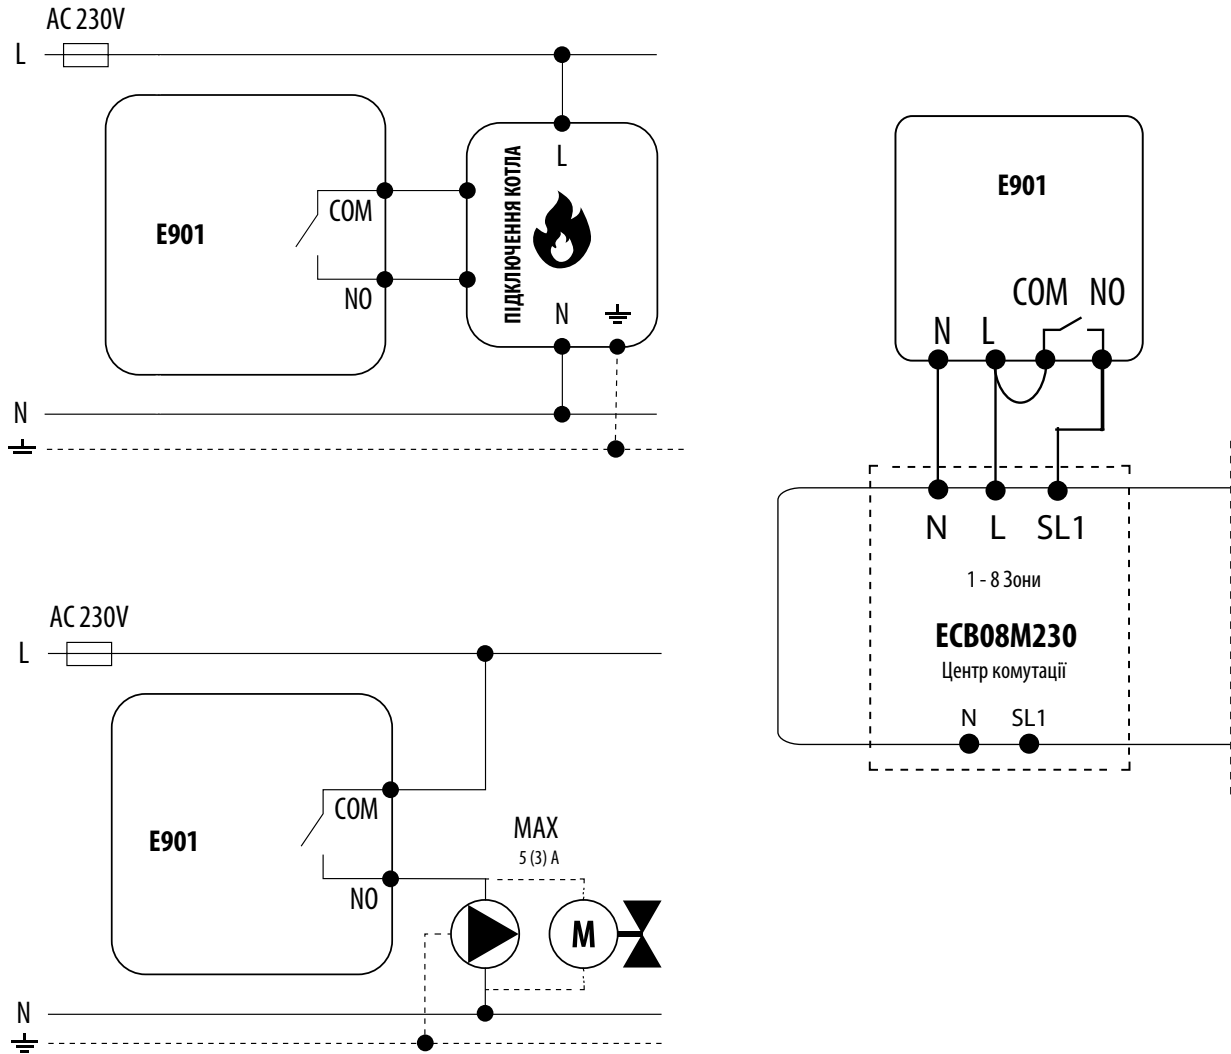 AC 230V
L
E901
COM
NO
ПІДКЛЮЧЕННЯ КОТЛА
L
N
N
E901
COM NO
N L
N L SL1
1 - 8 Зони
ECB08M230
Центр комутації
N SL1
AC 230V
L
E901
COM
NO
MAX
5 (3) A
M
N